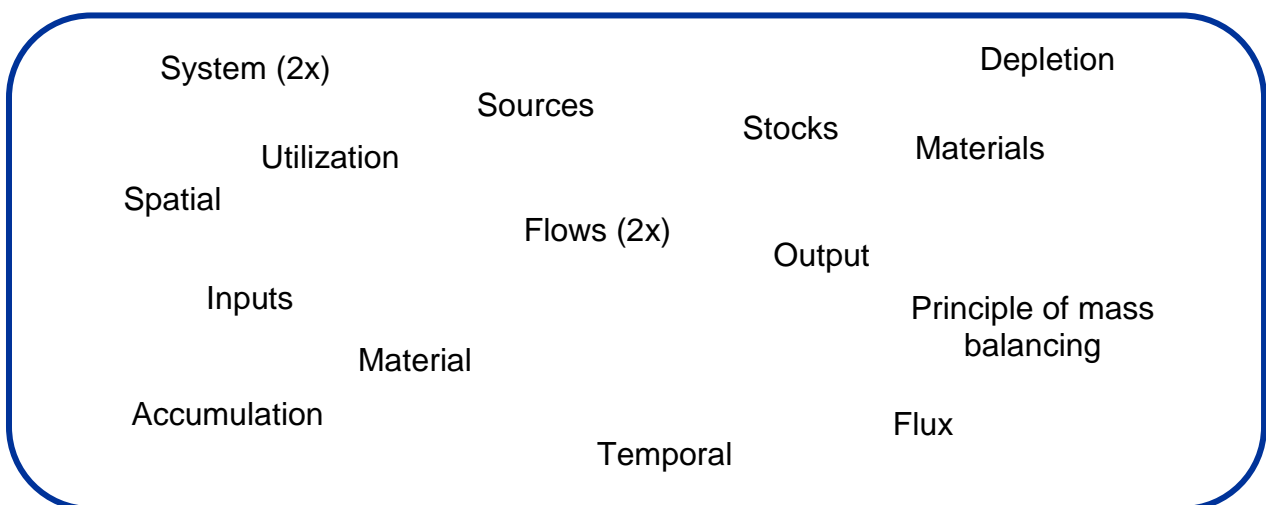 Depletion
System (2x)
Sources
Stocks
Materials
Utilization
Spatial
Flows (2x)
Output
Inputs
Principle of mass
balancing
Material
Accumulation
Flux
Temporal